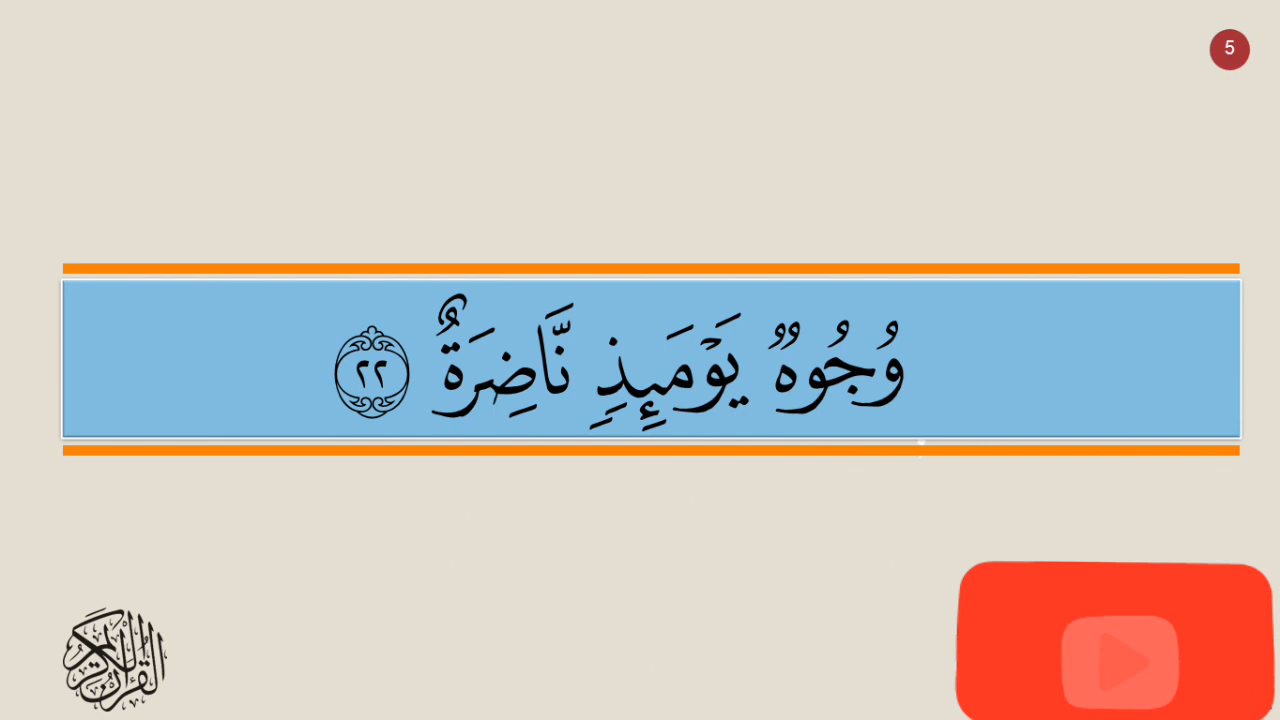 5
وُجُوهٌ يَوْمَئِذٍ نَّاضِرَةٌ ٢٢
القرآن الكريم